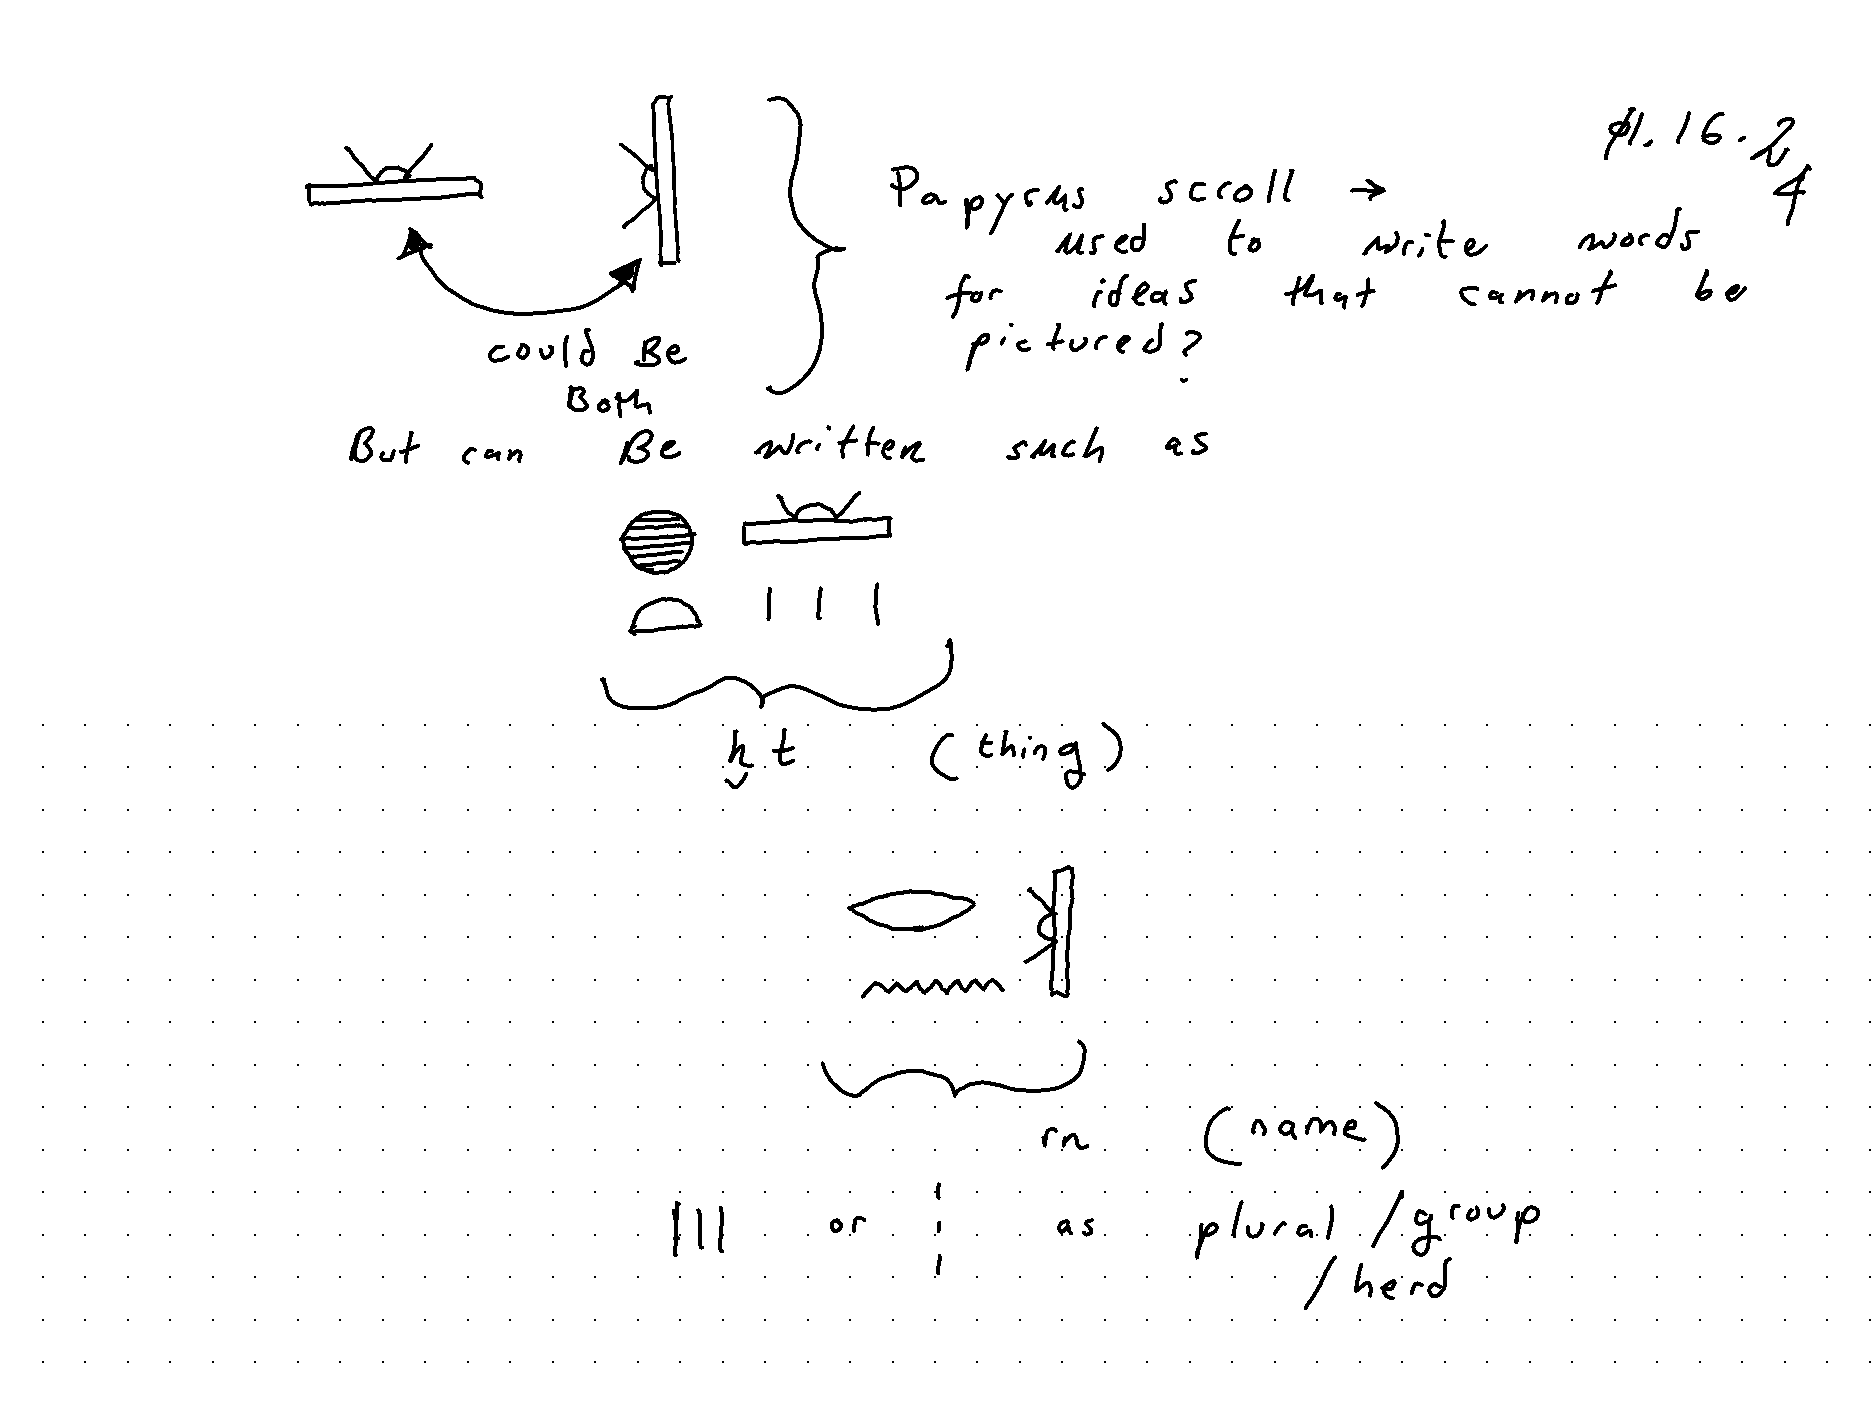 01.16.24
Papyrus scroll →
used to write words
for ideas that cannot be
pictured?
could Be
Both
But can Be written such as
𓐍 𓏛
𓏏 𓏥
ḫt (thing)
𓂋 𓏜
𓈖
rn (name)
||| or ¦ as plural /group
/herd